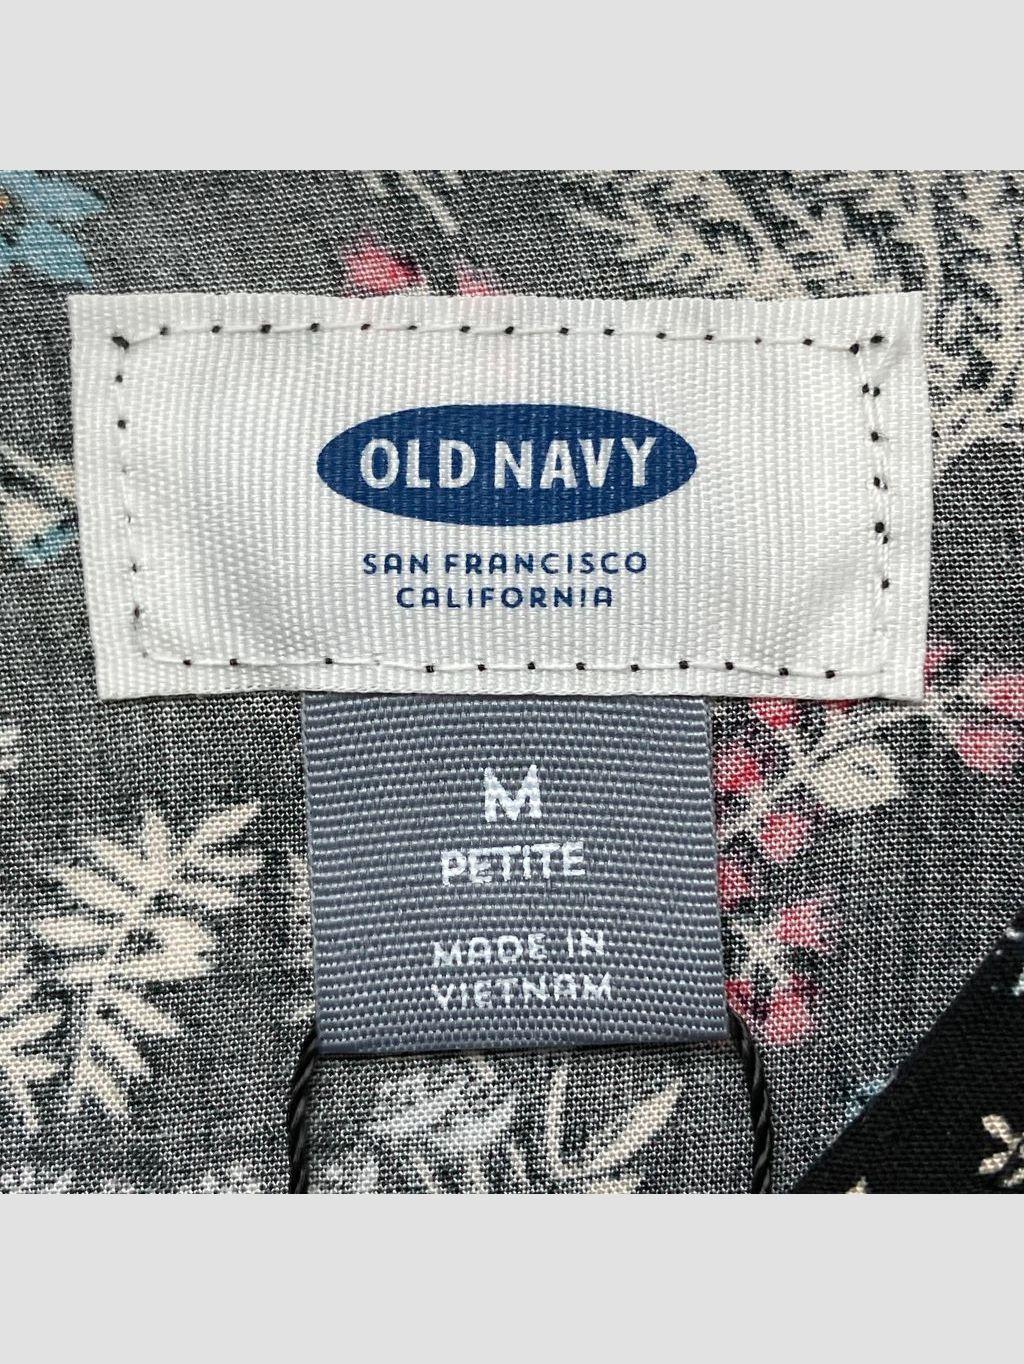 OLD NAVY
SAN FRANCISCO
CALIFORNIA
M
PETITE
MADE IN
VIETNAM